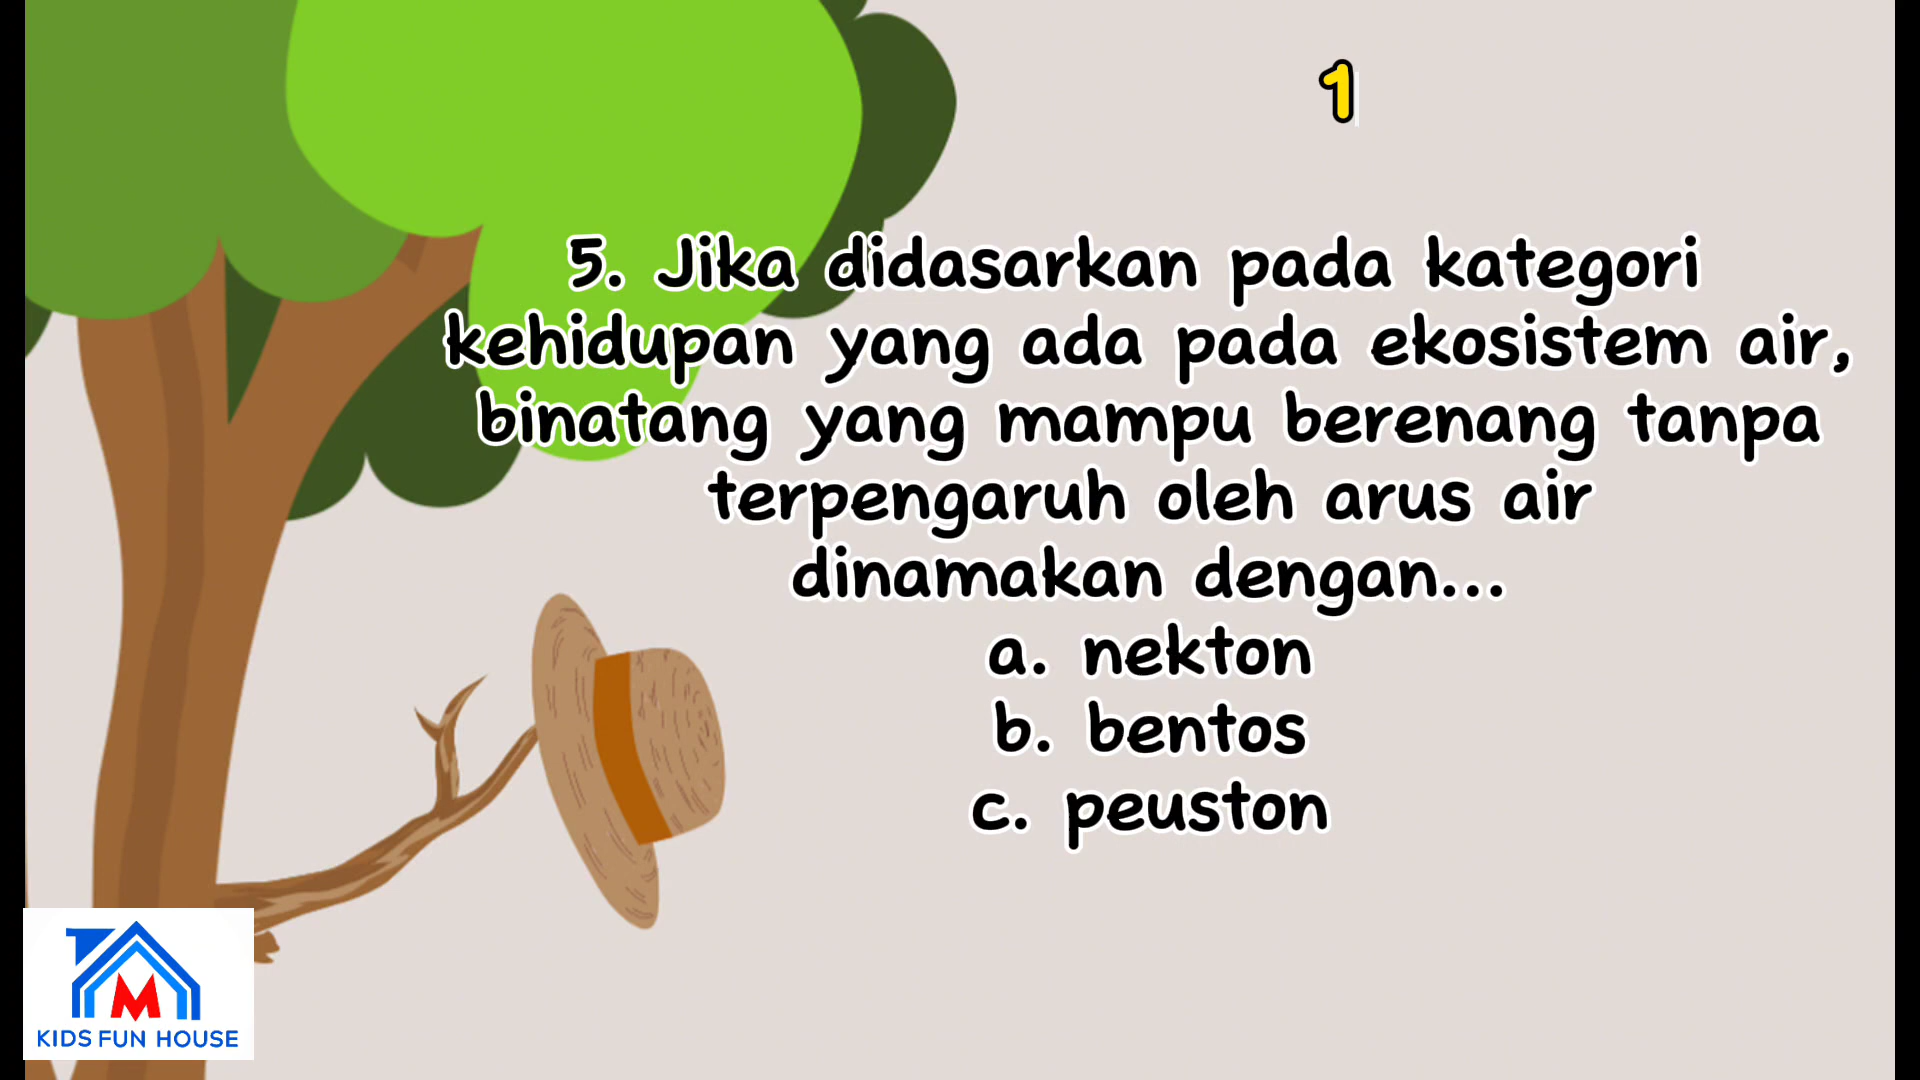 1
5. Jika didasarkan pada kategori
kehidupan yang ada pada ekosistem air,
binatang yang mampu berenang tanpa
terpengaruh oleh arus air
dinamakan dengan...
a. nekton
b. bentos
c. peuston
M
KIDS FUN HOUSE